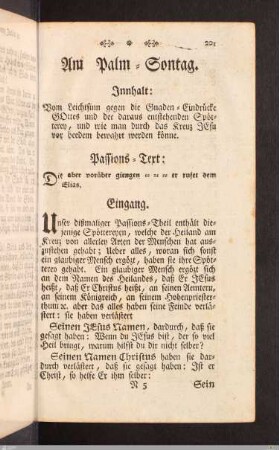 201
Am Palm-Sontag.
Innhalt:
Vom Leichtsinn gegen die Gnaden-Eindrücke
GOttes und der daraus entstehenden Spöt-
terey, und wie man durch das Kreuz JEsu
vor beedem bewahrt werden könne.
Passions-Text:
Die aber vorüber giengen = = = er rufet dem
Elias.
Eingang.
Unser dißmaliger Passions-Theil enthält die-
jenige Spöttereyen, welche der Heiland am
Kreuz von allerley Arten der Menschen hat aus-
zustehen gehabt; Ueber alles, woran sich sonst
ein glaubiger Mensch ergözt, haben sie ihre Spöt-
terey gehabt. Ein glaubiger Mensch ergözt sich
an dem Namen des Heilandes, daß Er JEsus
heißt, daß Er Christus heißt, an seinen Aemtern,
an seinem Königreich, an seinem Hohenpriester-
thum ꝛc. aber das alles haben seine Feinde verlä-
stert: sie haben verlästert
Seinen JEsus Namen, dardurch, daß sie
gesagt haben: Wenn du JEsus bist, der so viel
Heil bringt, warum hilfst du dir nicht selber?
Seinen Namen Christus haben sie dar-
durch verlästert, daß sie gesagt haben: Ist er
Christ, so helfe Er ihm selber:
N 5 Sein